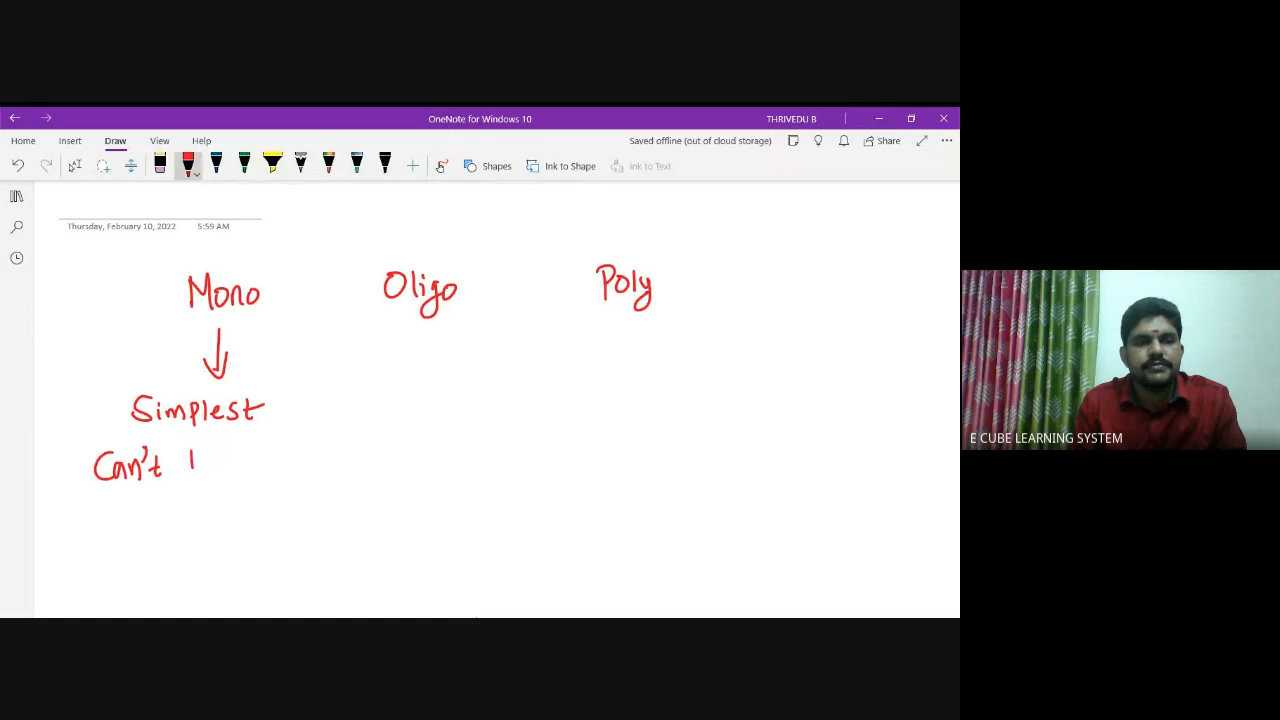 OneNote for Windows 10
THRIVEDU B
Home Insert Draw View Help
Saved offline (out of cloud storage)
Share
Shapes
Ink to Shape
Ink to Text
Thursday, February 10, 2022 5:59 AM
Mono Oligo Poly
Simplest
Can't
E CUBE LEARNING SYSTEM